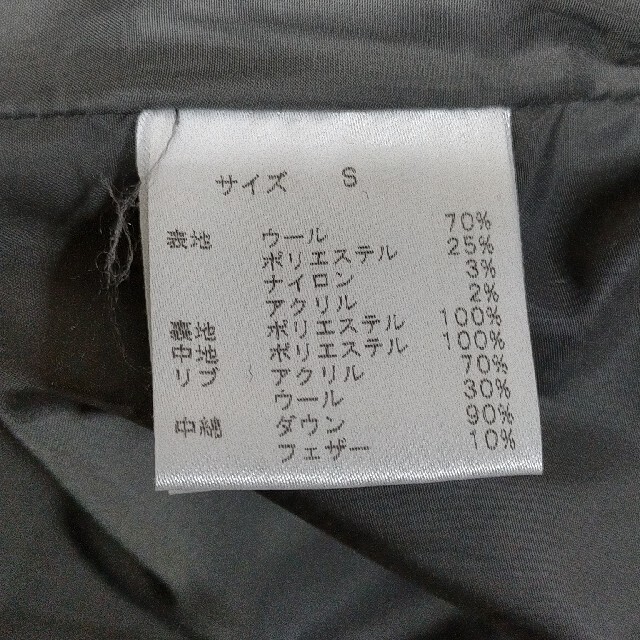 サイズ S
表地 ウール 70%
ポリエステル 25%
ナイロン 3%
アクリル 2%
裏地 ポリエステル 100%
中地 ポリエステル 100%
リブ アクリル 70%
ウール 30%
中綿 ダウン 90%
フェザー 10%